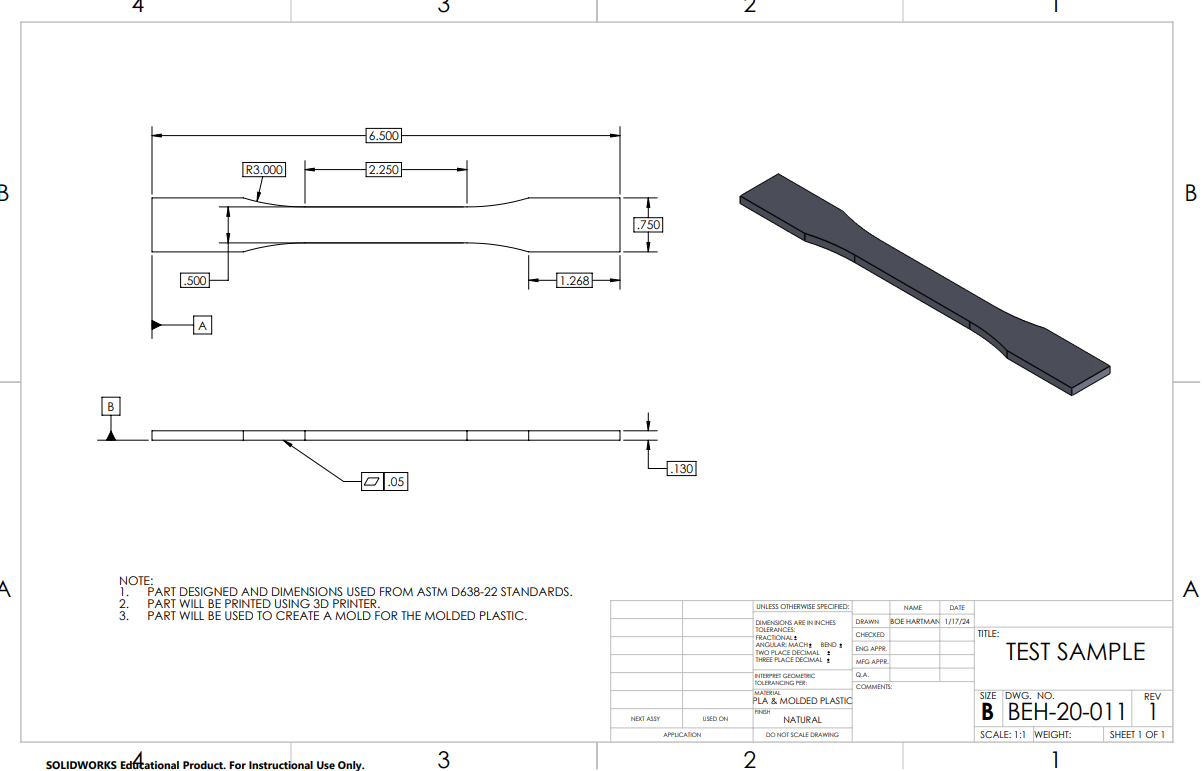 4 3 2 1
B B
6.500
R3.000 2.250
.750
.500 1.268
A
B
.130
.05
NOTE:
1. PART DESIGNED AND DIMENSIONS USED FROM ASTM D638-22 STANDARDS.
2. PART WILL BE PRINTED USING 3D PRINTER.
3. PART WILL BE USED TO CREATE A MOLD FOR THE MOLDED PLASTIC.
A A
UNLESS OTHERWISE SPECIFIED:
DIMENSIONS ARE IN INCHES
TOLERANCES:
FRACTIONAL±
ANGULAR: MACH± BEND ±
TWO PLACE DECIMAL ±
THREE PLACE DECIMAL ±
INTERPRET GEOMETRIC
TOLERANCING PER:
MATERIAL
PLA & MOLDED PLASTIC
FINISH
NATURAL
NEXT ASSY USED ON
APPLICATION DO NOT SCALE DRAWING
NAME DATE
DRAWN BOE HARTMAN 1/17/24
CHECKED
ENG APPR.
MFG APPR.
Q.A.
COMMENTS:
TITLE:
TEST SAMPLE
SIZE DWG. NO. REV
B BEH-20-011 1
SCALE: 1:1 WEIGHT: SHEET 1 OF 1
4 3 2 1
SOLIDWORKS Educational Product. For Instructional Use Only.